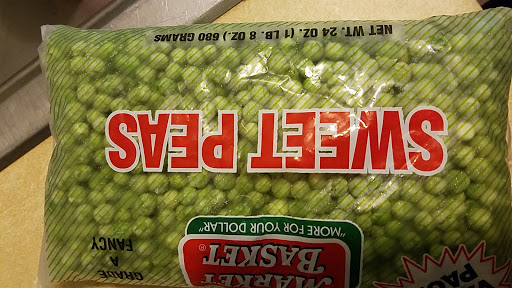 MARKET
BASKET®
"MORE FOR YOUR DOLLAR"
GRADE
A
FANCY
SWEET PEAS
NET WT. 24 OZ. (1 LB. 8 OZ.) 680 GRAMS